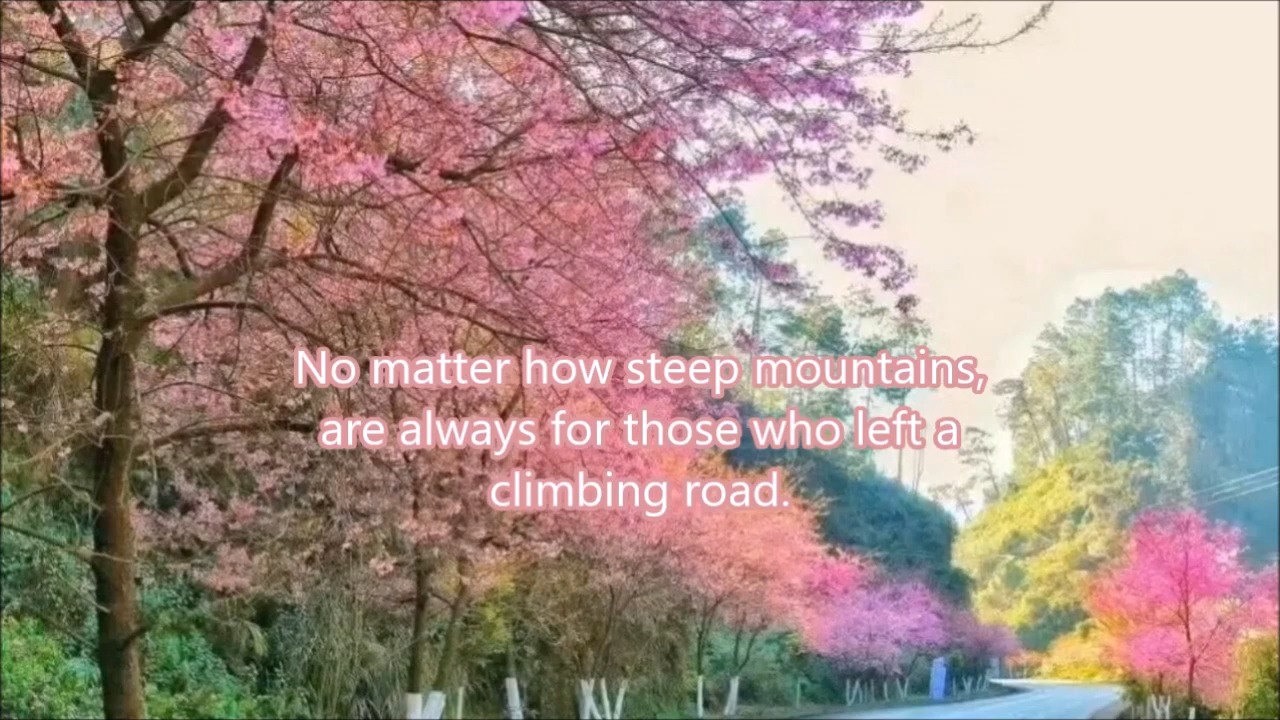 No matter how steep mountains,
are always for those who left a
climbing road.